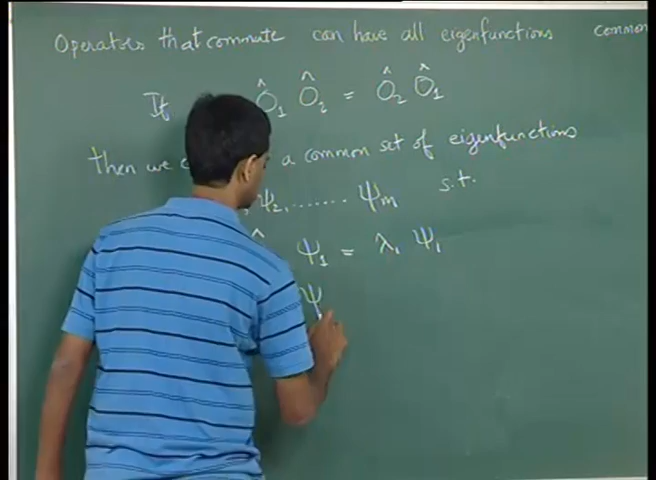 Operators that commute can have all eigenfunctions common
If Ô₁ Ô₂ = Ô₂ Ô₁
then we a common set of eigenfunctions
, ψ₂, ....... ψₘ s.t.
^ ψ₁ = λ₁ ψ₁
ψ